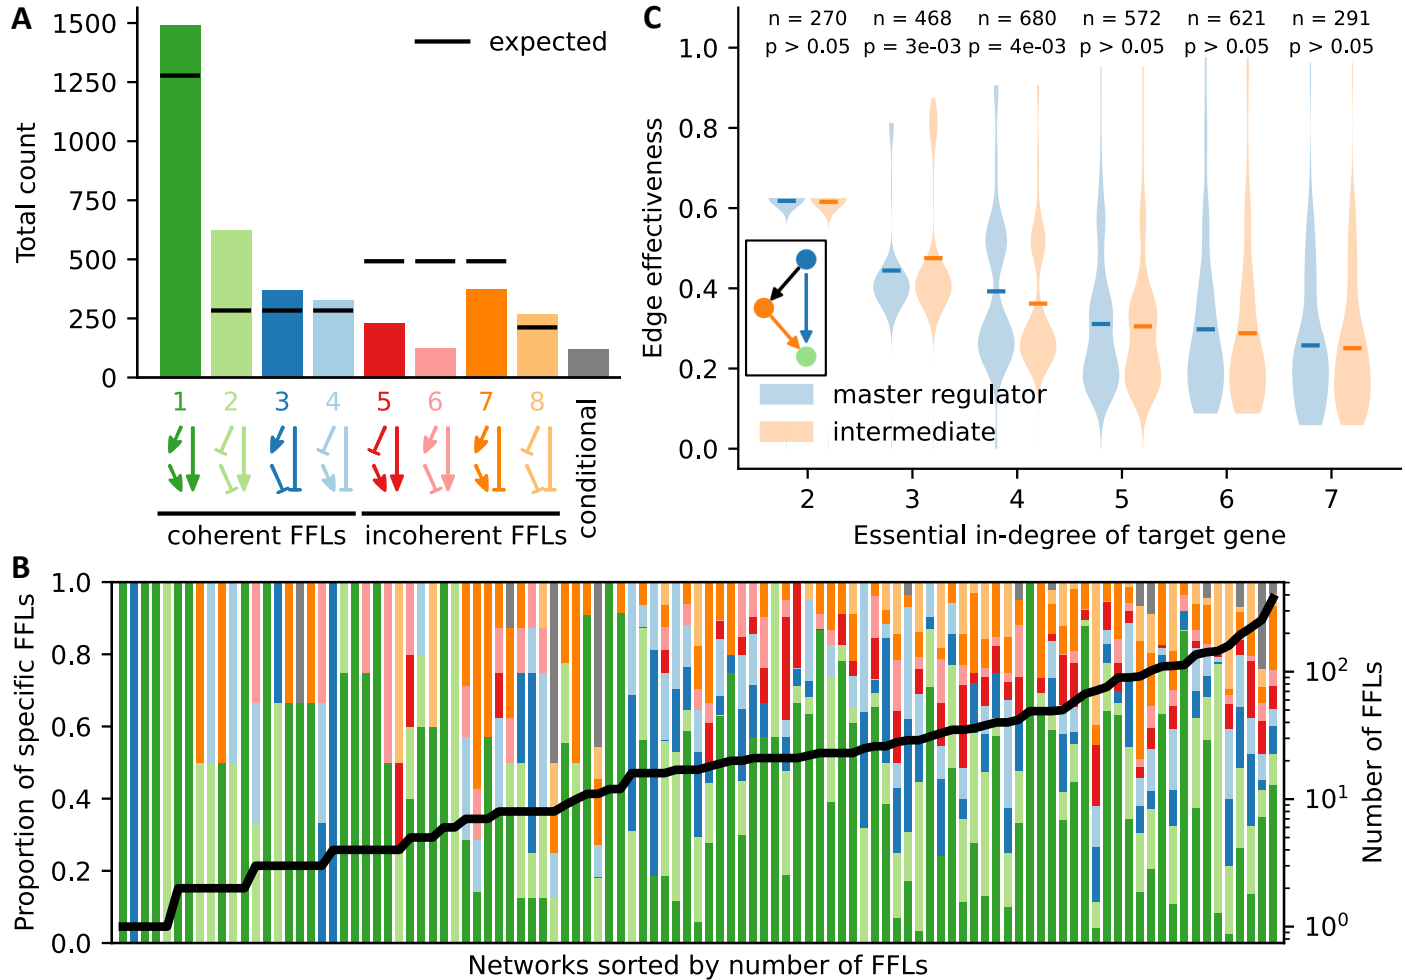 A
1500
1250
1000
750
500
250
0
Total count
expected
1 2 3 4 5 6 7 8
conditional
coherent FFLs incoherent FFLs
C
n = 270 n = 468 n = 680 n = 572 n = 621 n = 291
p > 0.05 p = 3e-03 p = 4e-03 p > 0.05 p > 0.05 p > 0.05
1.0
0.8
0.6
0.4
0.2
0.0
Edge effectiveness
master regulator
intermediate
2 3 4 5 6 7
Essential in-degree of target gene
B
1.0
0.8
0.6
0.4
0.2
0.0
Proportion of specific FFLs
10²
10¹
10⁰
Number of FFLs
Networks sorted by number of FFLs